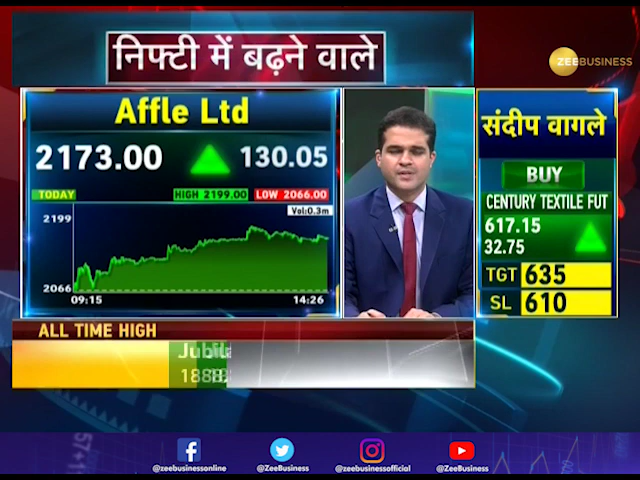 निफ्टी में बढ़ने वाले
ZEEBUSINESS
Affle Ltd
2173.00 130.05
TODAY HIGH 2199.00 LOW 2066.00
Vol:0.3m
2199
2066
09:15 14:26
संदीप वागले
BUY
CENTURY TEXTILE FUT
617.15
32.75
TGT 635
SL 610
ALL TIME HIGH
@zeebusinessonline @ZeeBusiness @zeebusinessofficial @ZeeBusiness